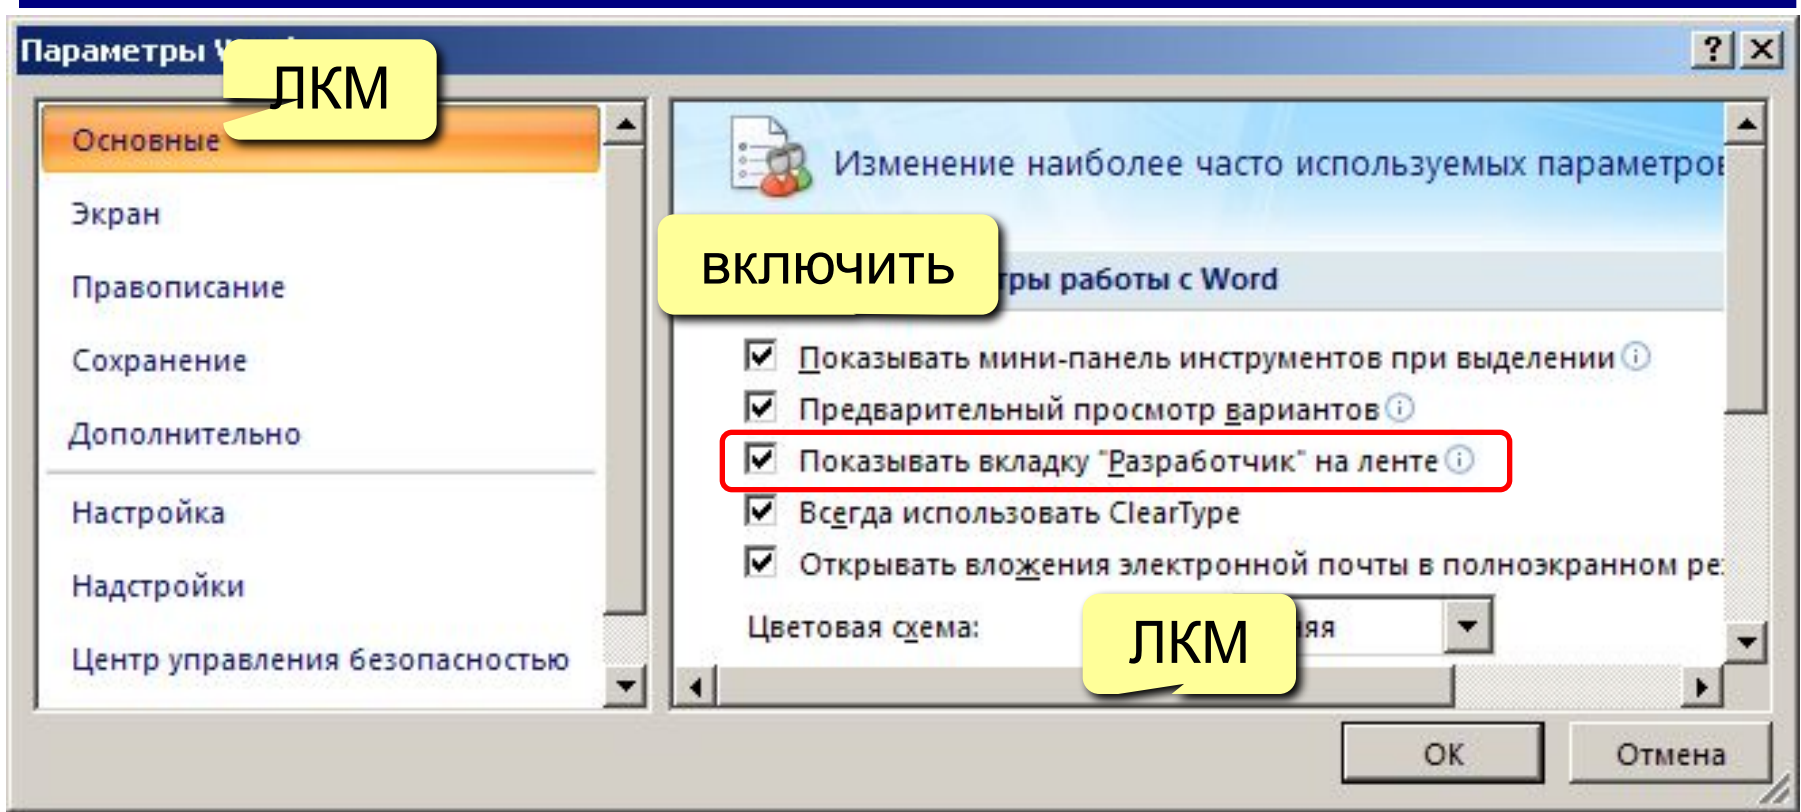 Параметры
ЛКМ
Основные
Экран
Правописание
Сохранение
Дополнительно
Настройка
Надстройки
Центр управления безопасностью
Изменение наиболее часто используемых параметров
включить
тры работы с Word
Показывать мини-панель инструментов при выделении
Предварительный просмотр вариантов
Показывать вкладку "Разработчик" на ленте
Всегда использовать ClearType
Открывать вложения электронной почты в полноэкранном ре
Цветовая схема:
няя
ЛКМ
ОК
Отмена